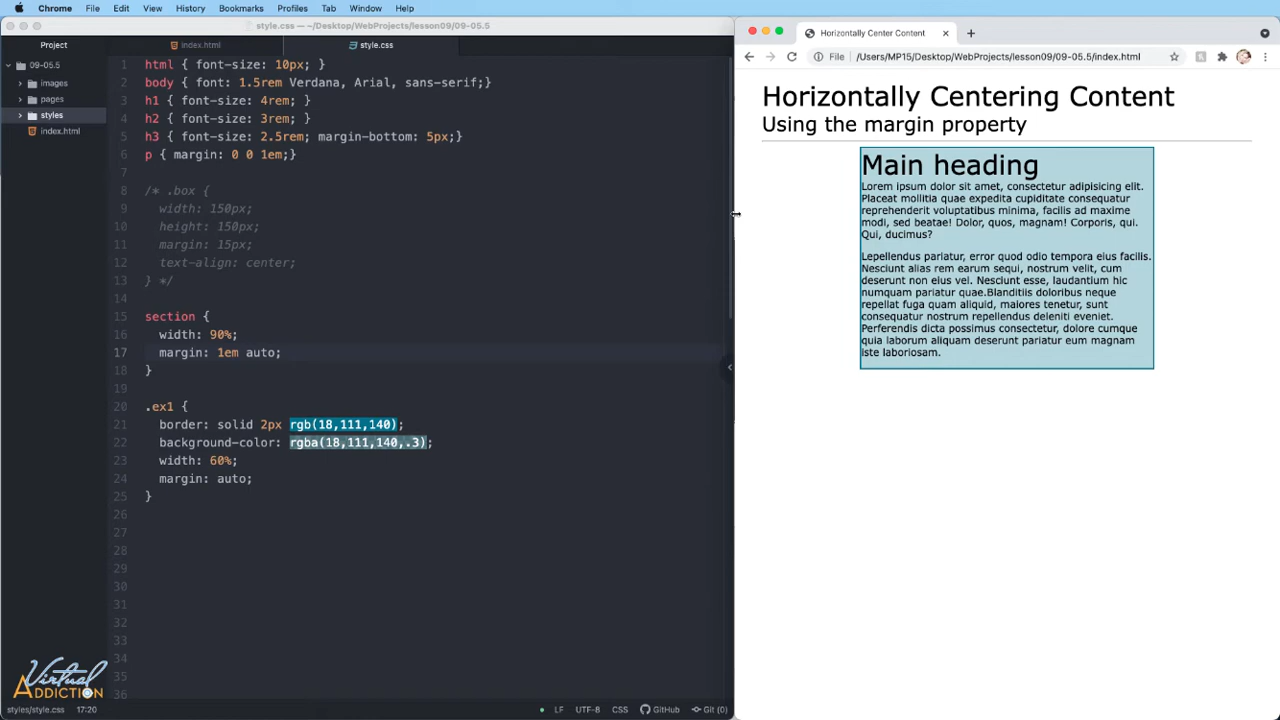 Chrome File Edit View History Bookmarks Profiles Tab Window Help
style.css — ~/Desktop/WebProjects/lesson09/09-05.5
Project
index.html
style.css
09-05.5
images
pages
styles
index.html
1 html { font-size: 10px; }
2 body { font: 1.5rem Verdana, Arial, sans-serif;}
3 h1 { font-size: 4rem; }
4 h2 { font-size: 3rem; }
5 h3 { font-size: 2.5rem; margin-bottom: 5px;}
6 p { margin: 0 0 1em;}
7
8 /* .box {
9 width: 150px;
10 height: 150px;
11 margin: 15px;
12 text-align: center;
13 } */
14
15 section {
16 width: 90%;
17 margin: 1em auto;
18 }
19
20 .ex1 {
21 border: solid 2px rgb(18,111,140);
22 background-color: rgba(18,111,140,.3);
23 width: 60%;
24 margin: auto;
25 }
26
27
28
29
30
31
32
33
34
35
36
Virtual
ADDICTION
styles/style.css 17:20 LF UTF-8 CSS GitHub Git (0)
Horizontally Center Content
File /Users/MP15/Desktop/WebProjects/lesson09/09-05.5/index.html
Horizontally Centering Content
Using the margin property
Main heading
Lorem ipsum dolor sit amet, consectetur adipisicing elit.
Placeat mollitia quae expedita cupiditate consequatur
reprehenderit voluptatibus minima, facilis ad maxime
modi, sed beatae! Dolor, quos, magnam! Corporis, qui.
Qui, ducimus?
Lepellendus pariatur, error quod odio tempora eius facilis.
Nesciunt alias rem earum sequi, nostrum velit, cum
deserunt non eius vel. Nesciunt esse, laudantium hic
numquam pariatur quae.Blanditiis doloribus neque
repellat fuga quam aliquid, maiores tenetur, sunt
consequatur nostrum repellendus deleniti eveniet.
Perferendis dicta possimus consectetur, dolore cumque
quia laborum aliquam deserunt pariatur eum magnam
iste laboriosam.